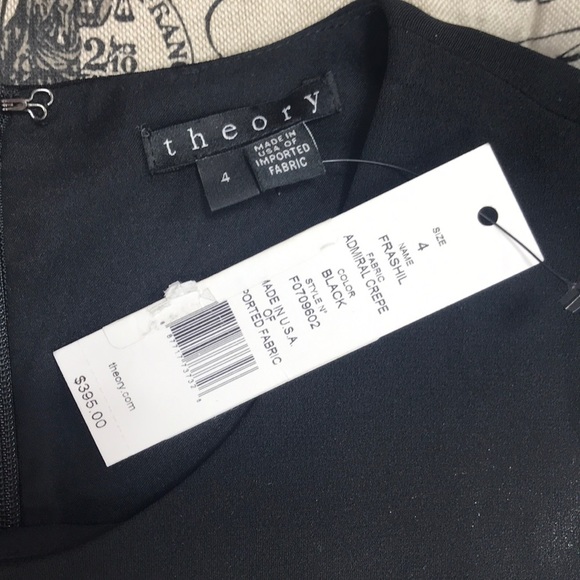 FRANC
theory
4
MADE IN
USA OF
IMPORTED
FABRIC
SIZE
4
NAME
FRASHIL
FABRIC
ADMIRAL CREPE
COLOR
BLACK
STYLE N°
F0709602
MADE IN U.S.A
OF
PORTED FABRIC
theory.com
$395.00